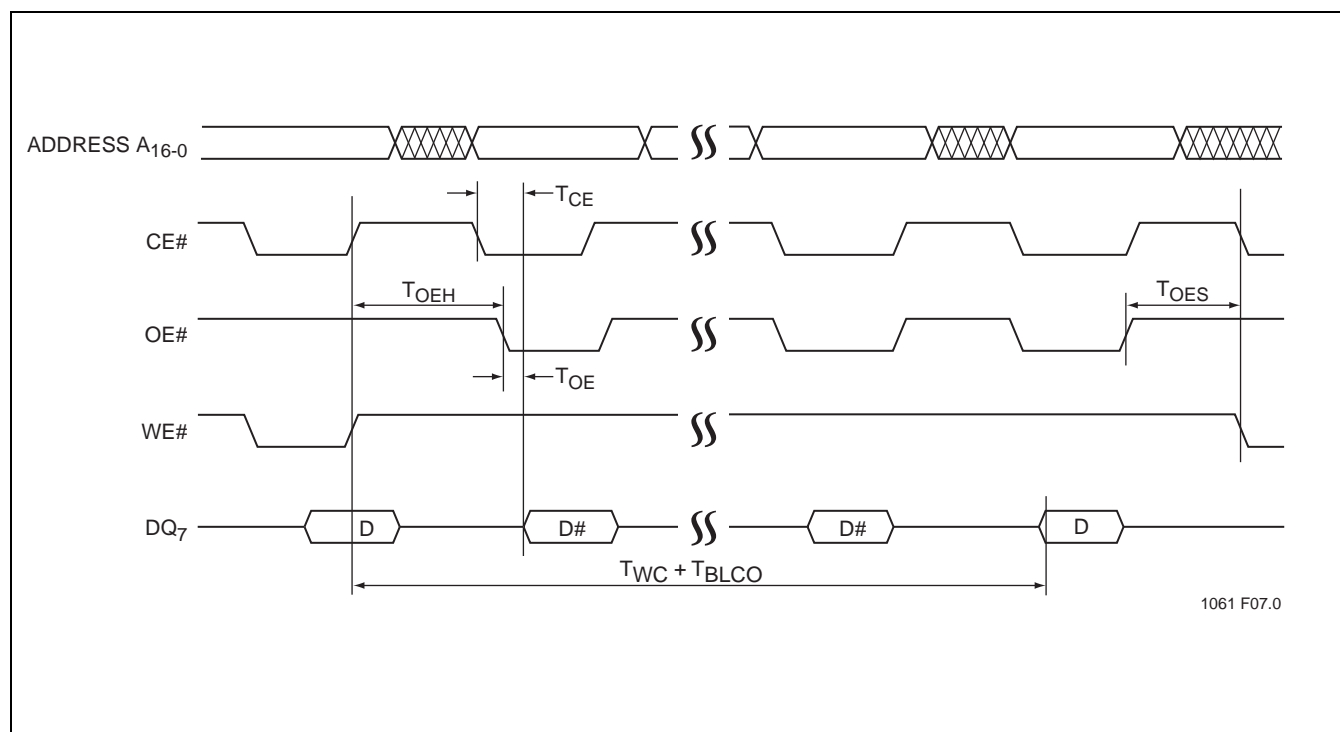 ADDRESS A16-0
TCE
CE#
TOEH
TOES
OE#
TOE
WE#
DQ7
D
D#
D#
D
TWC + TBLCO
1061 F07.0